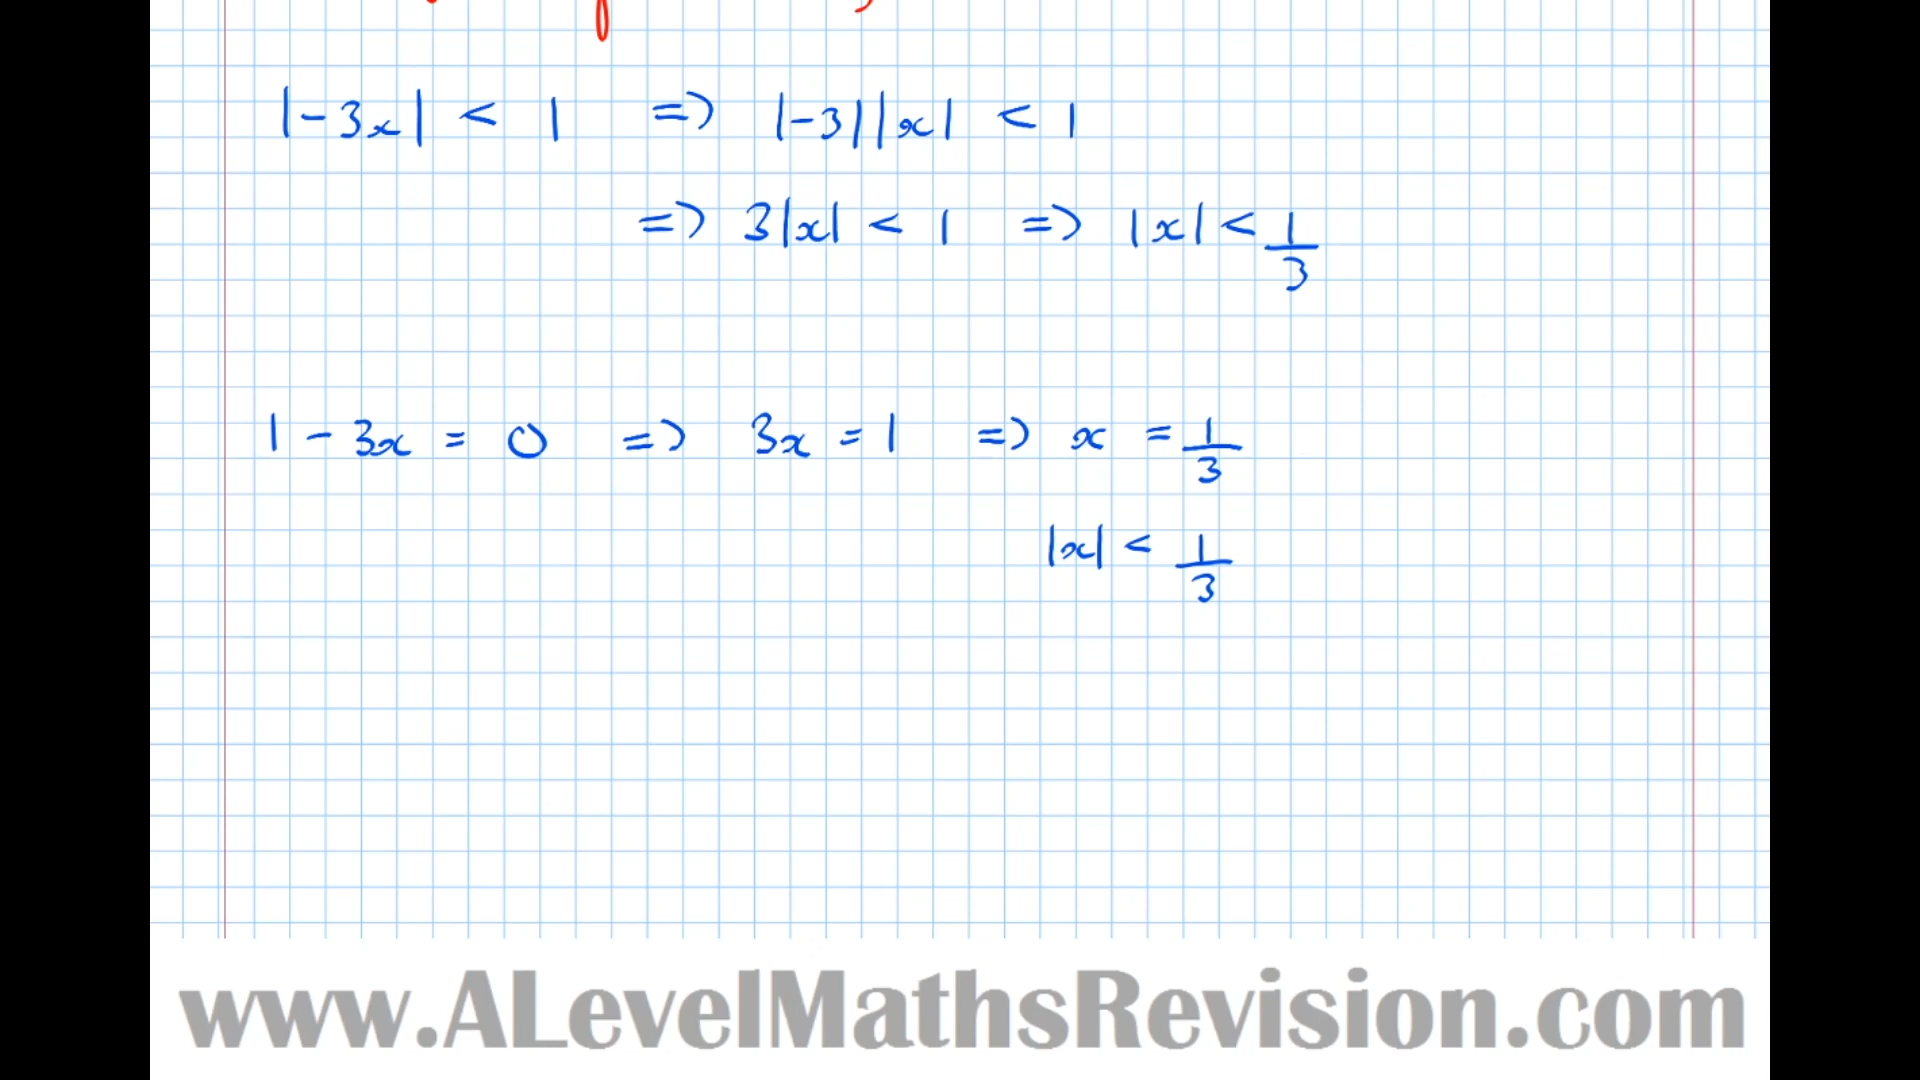 |-3x| < 1 => |-3||x| < 1
=> 3|x| < 1 => |x| < 1/3
1 - 3x = 0 => 3x = 1 => x = 1/3
|x| < 1/3
www.ALevelMathsRevision.com